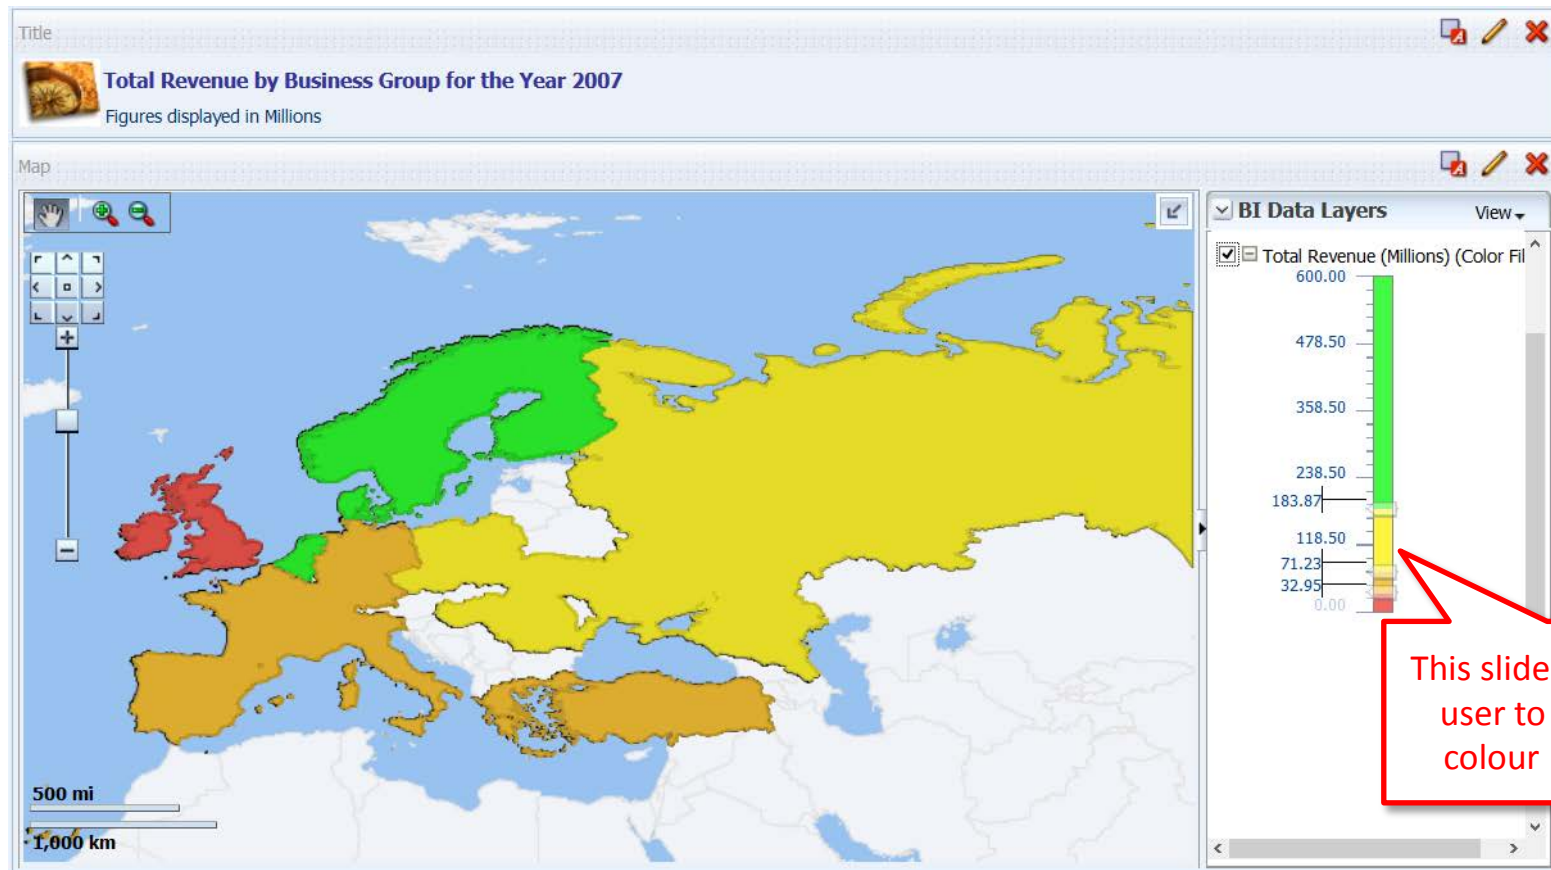 Title
Total Revenue by Business Group for the Year 2007
Figures displayed in Millions
Map
BI Data Layers
View
Total Revenue (Millions) (Color Fil
600.00
478.50
358.50
238.50
183.87
118.50
71.23
32.95
0.00
This slide
user to
colour
500 mi
1,000 km